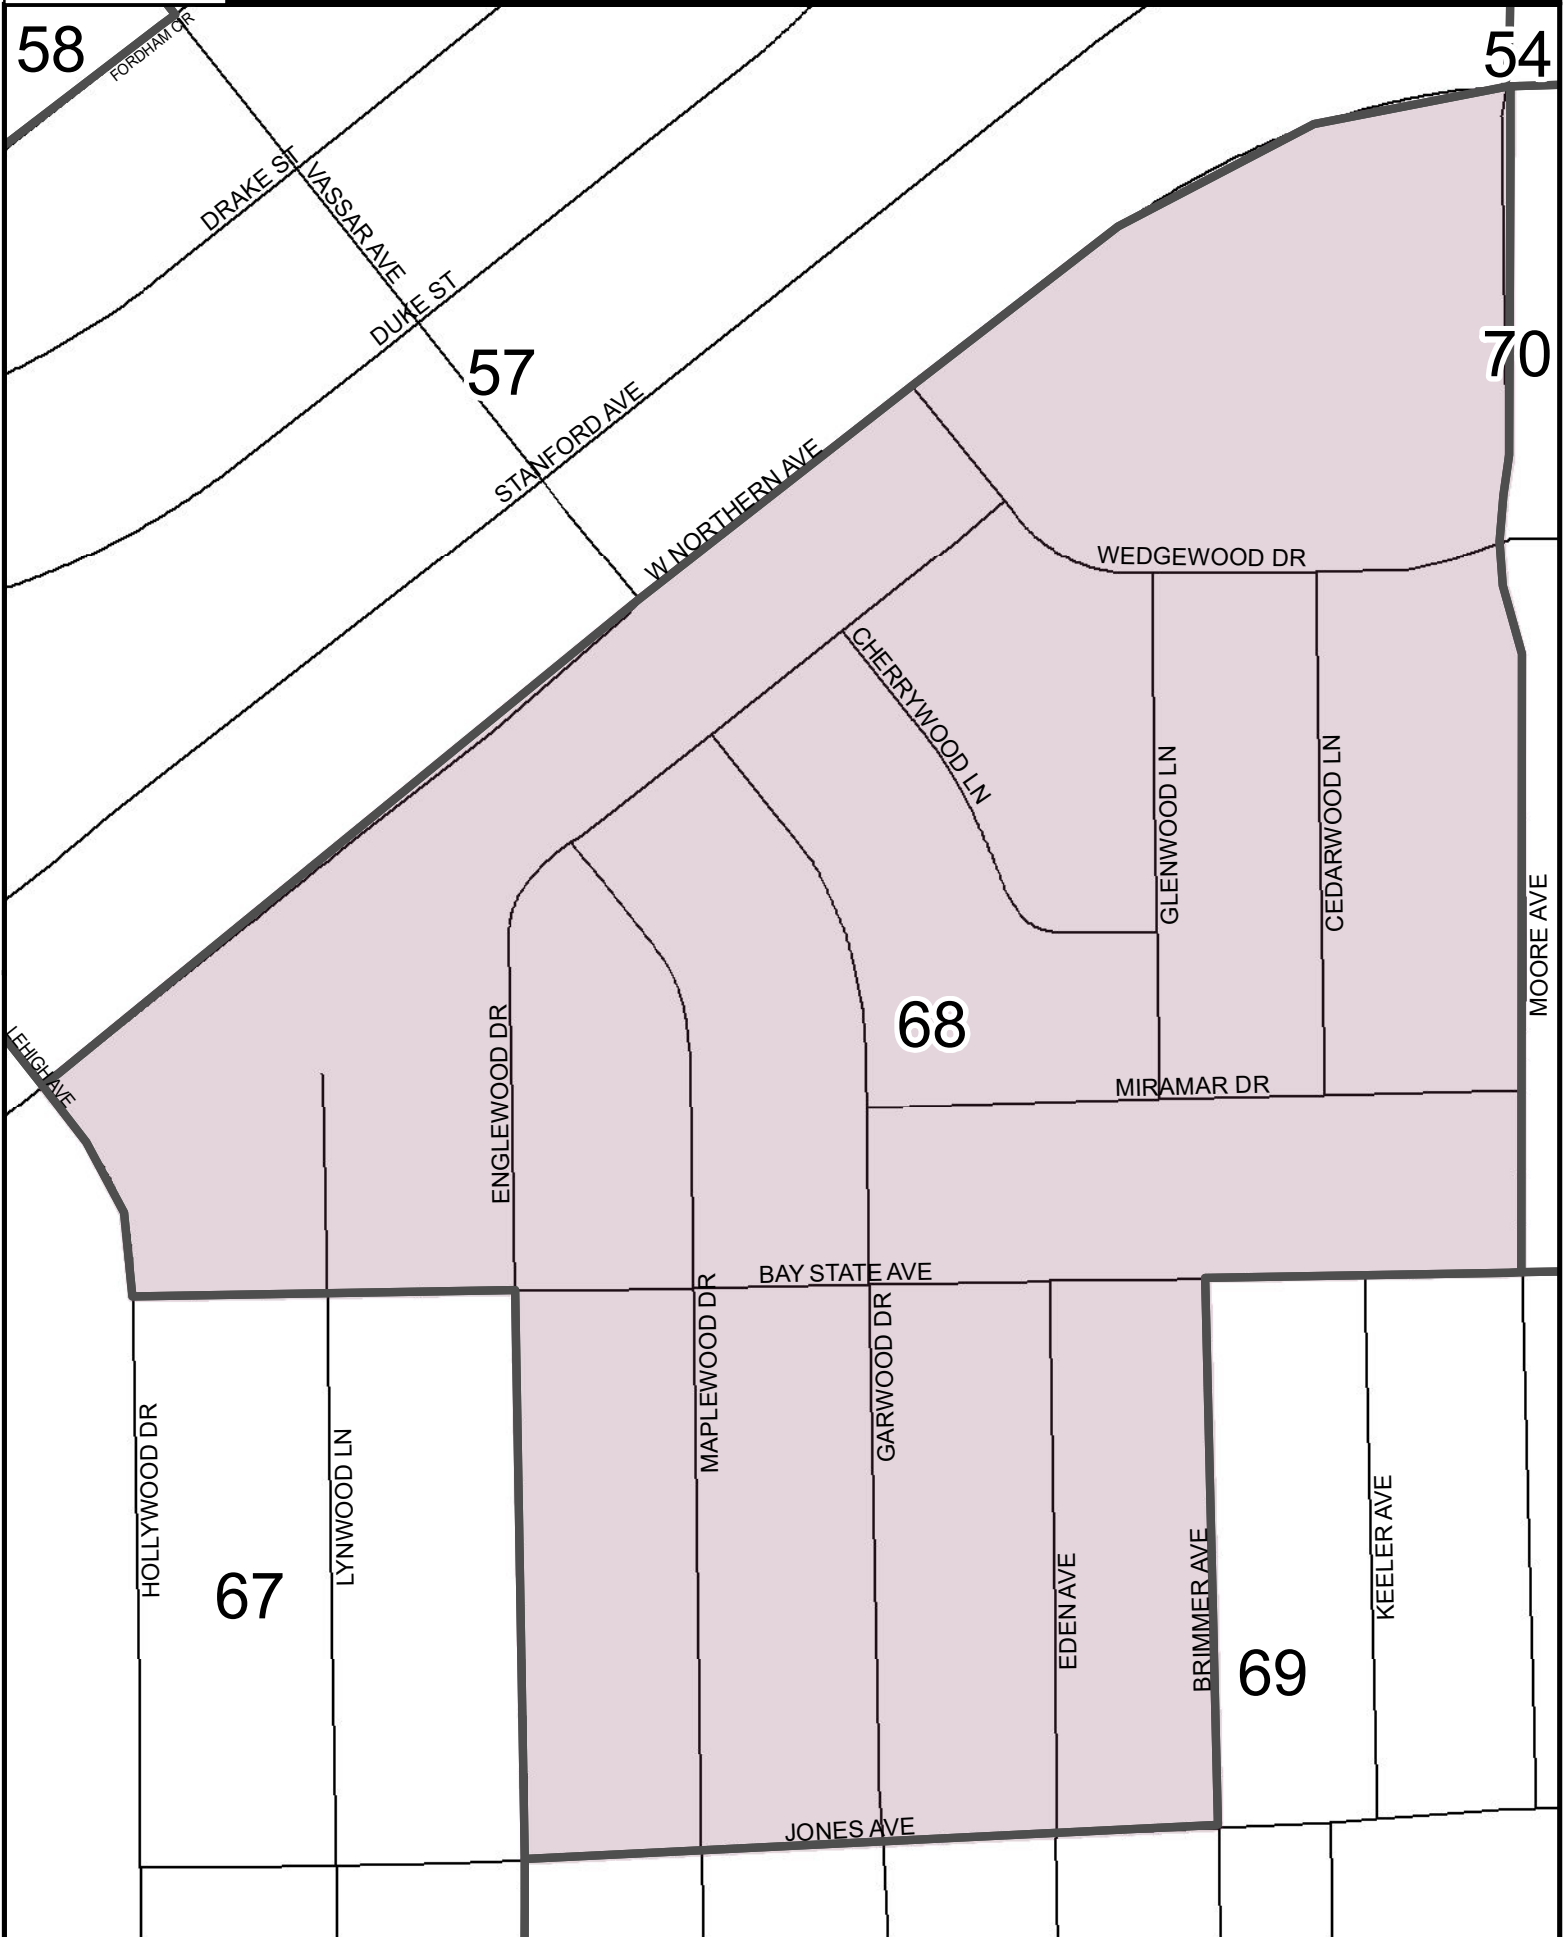 58
54
FORDHAM CIR
DRAKE ST
VASSAR AVE
DUKE ST
57
70
STANFORD AVE
W NORTHERN AVE
WEDGEWOOD DR
CHERRYWOOD LN
GLENWOOD LN
CEDARWOOD LN
MOORE AVE
68
LEHIGH AVE
ENGLEWOOD DR
MIRAMAR DR
BAY STATE AVE
MAPLEWOOD DR
GARWOOD DR
HOLLYWOOD DR
LYNWOOD LN
KEELER AVE
EDEN AVE
BRIMMER AVE
67
69
JONES AVE